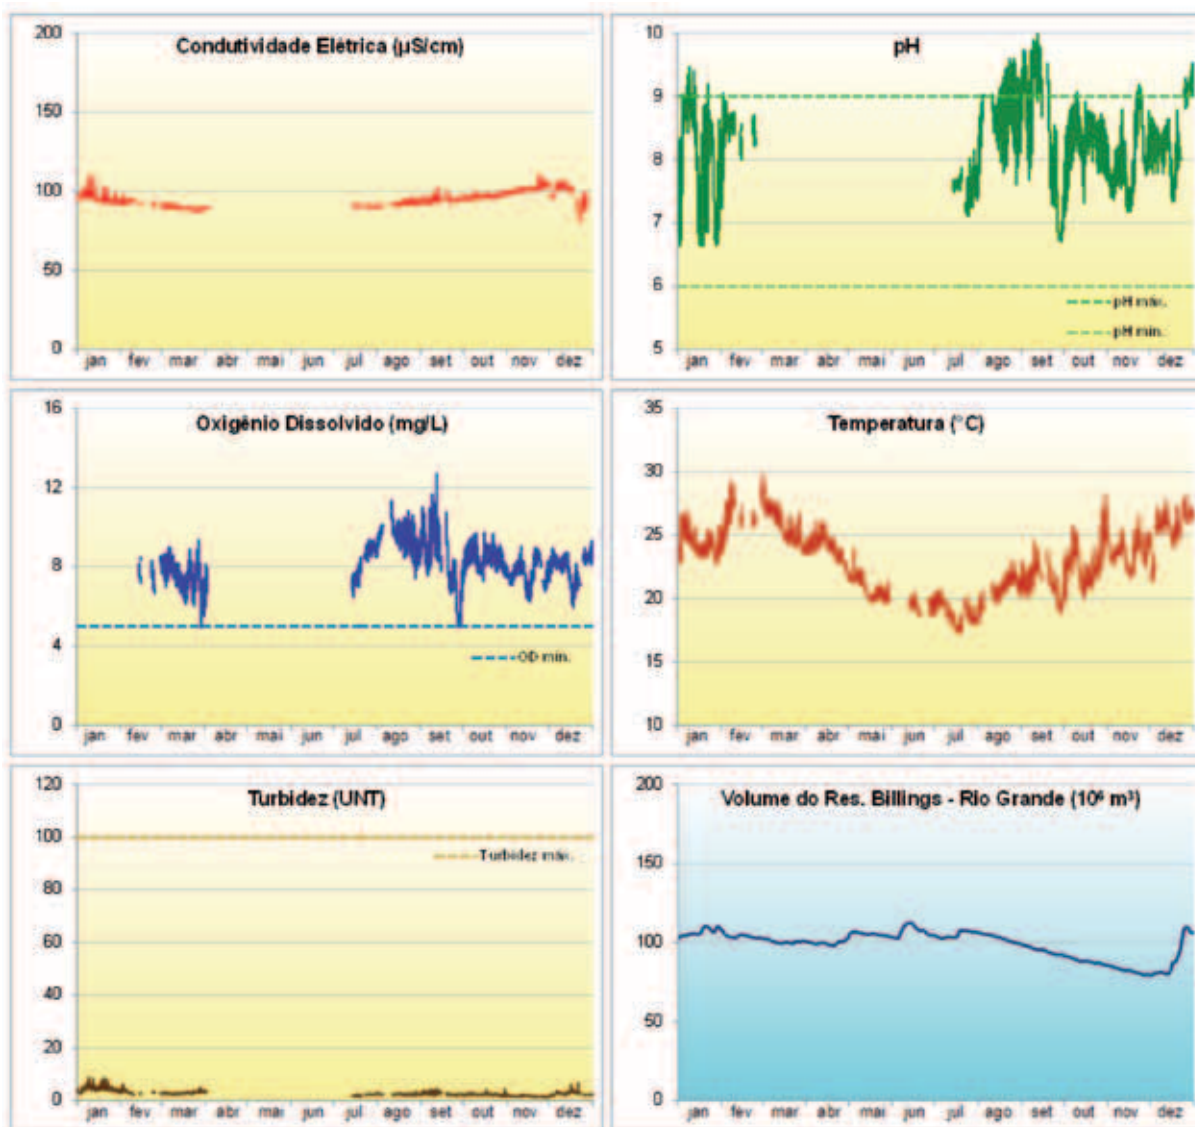 Condutividade Elétrica (µS/cm)
200
150
100
50
0
jan fev mar abr mai jun jul ago set out nov dez
pH
10
9
8
7
6
5
pH máx.
pH mín.
jan fev mar abr mai jun jul ago set out nov dez
Oxigênio Dissolvido (mg/L)
16
12
8
4
0
OD mín.
jan fev mar abr mai jun jul ago set out nov dez
Temperatura (°C)
35
30
25
20
15
10
jan fev mar abr mai jun jul ago set out nov dez
Turbidez (UNT)
120
100
80
60
40
20
0
Turbidez máx.
jan fev mar abr mai jun jul ago set out nov dez
Volume do Res. Billings - Rio Grande (10⁶ m³)
200
150
100
50
0
jan fev mar abr mai jun jul ago set out nov dez